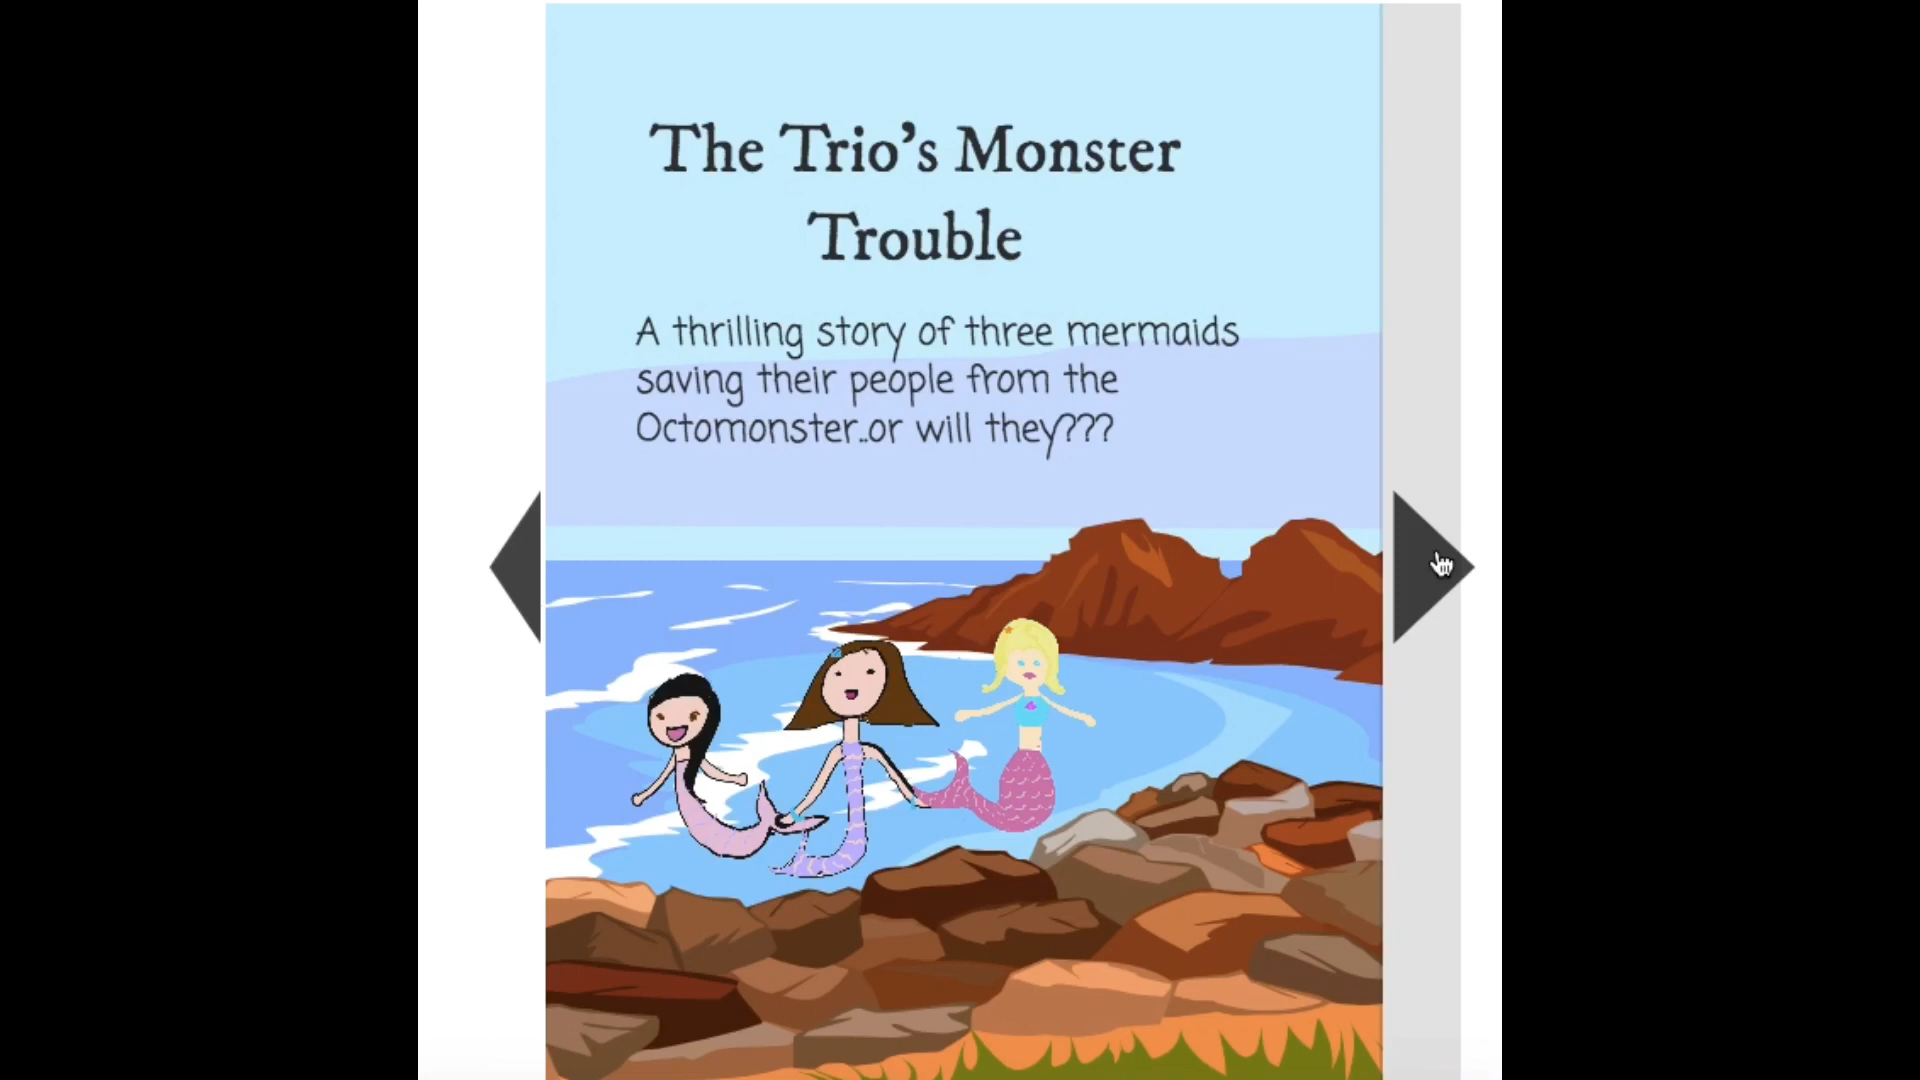 The Trio's Monster
Trouble
A thrilling story of three mermaids
saving their people from the
Octomonster..or will they???